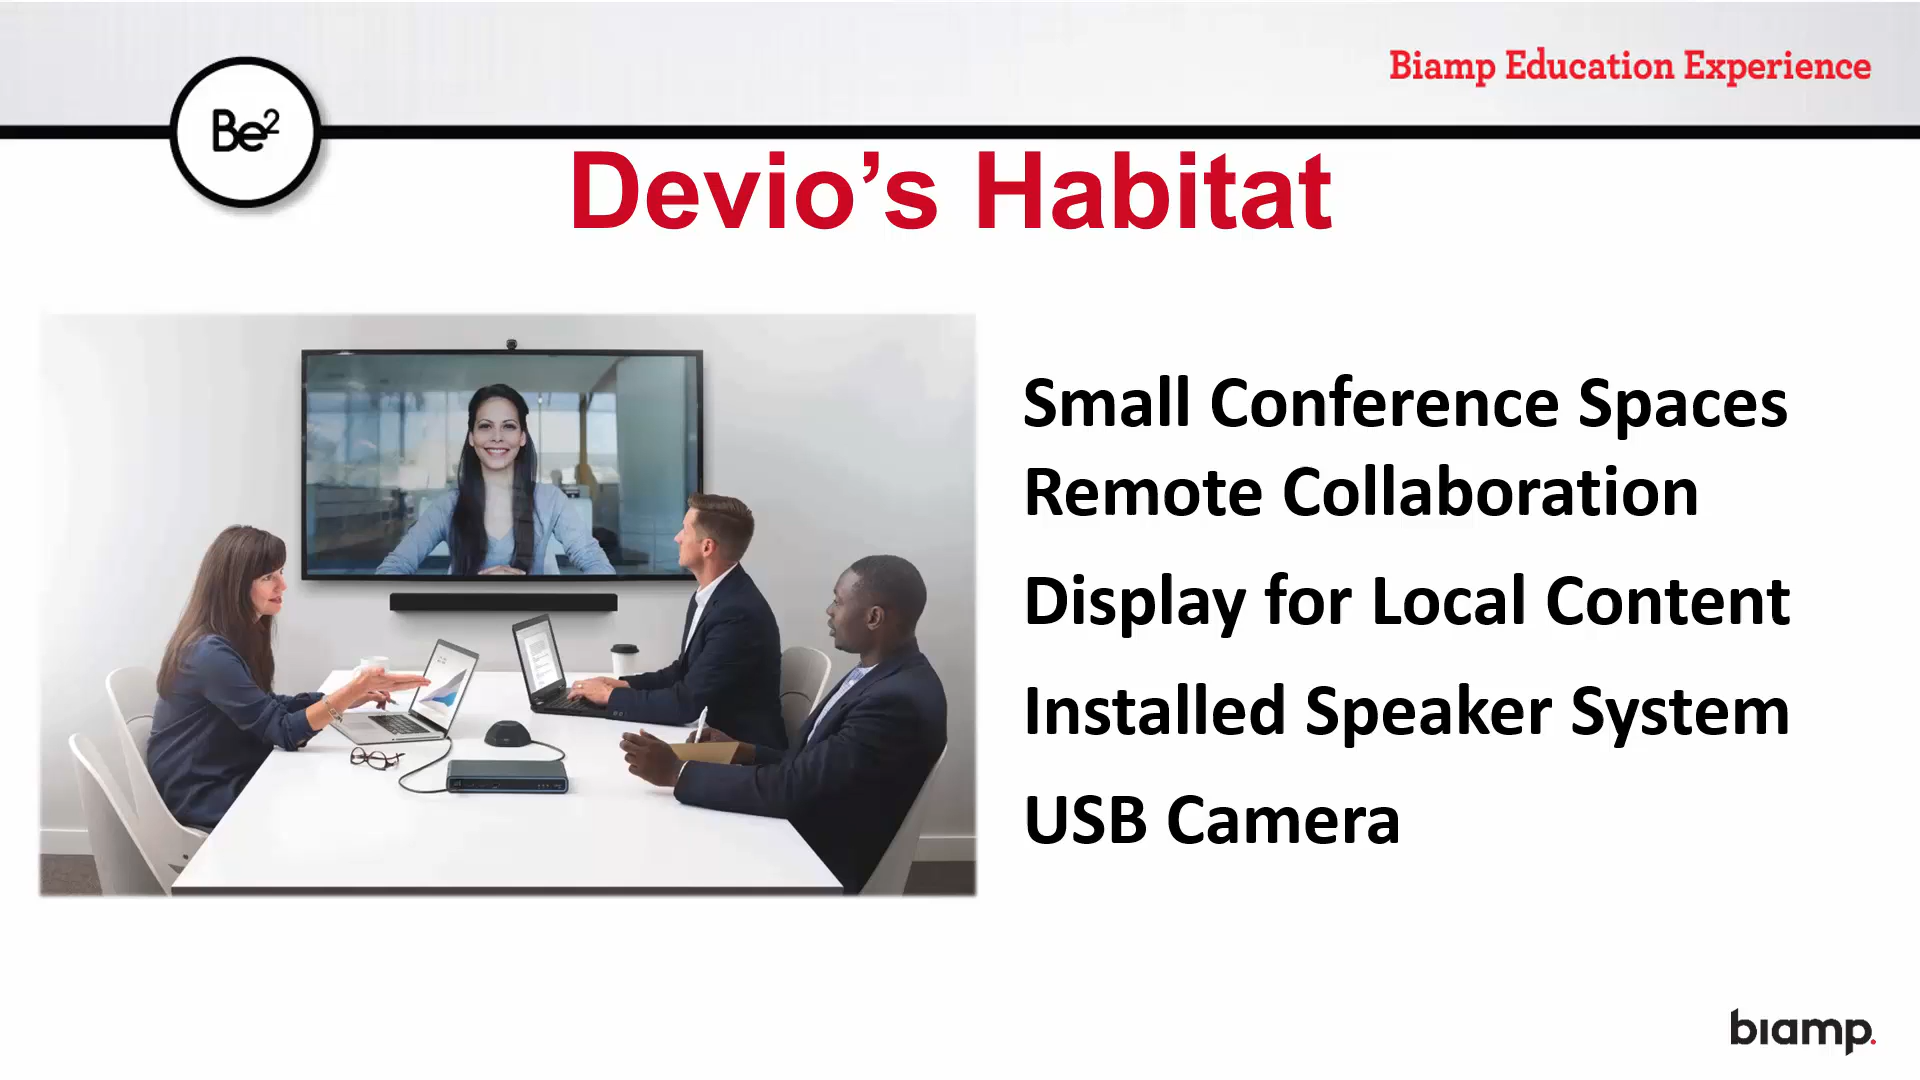 Biamp Education Experience
Be²
Devio’s Habitat
Small Conference Spaces
Remote Collaboration
Display for Local Content
Installed Speaker System
USB Camera
biamp.